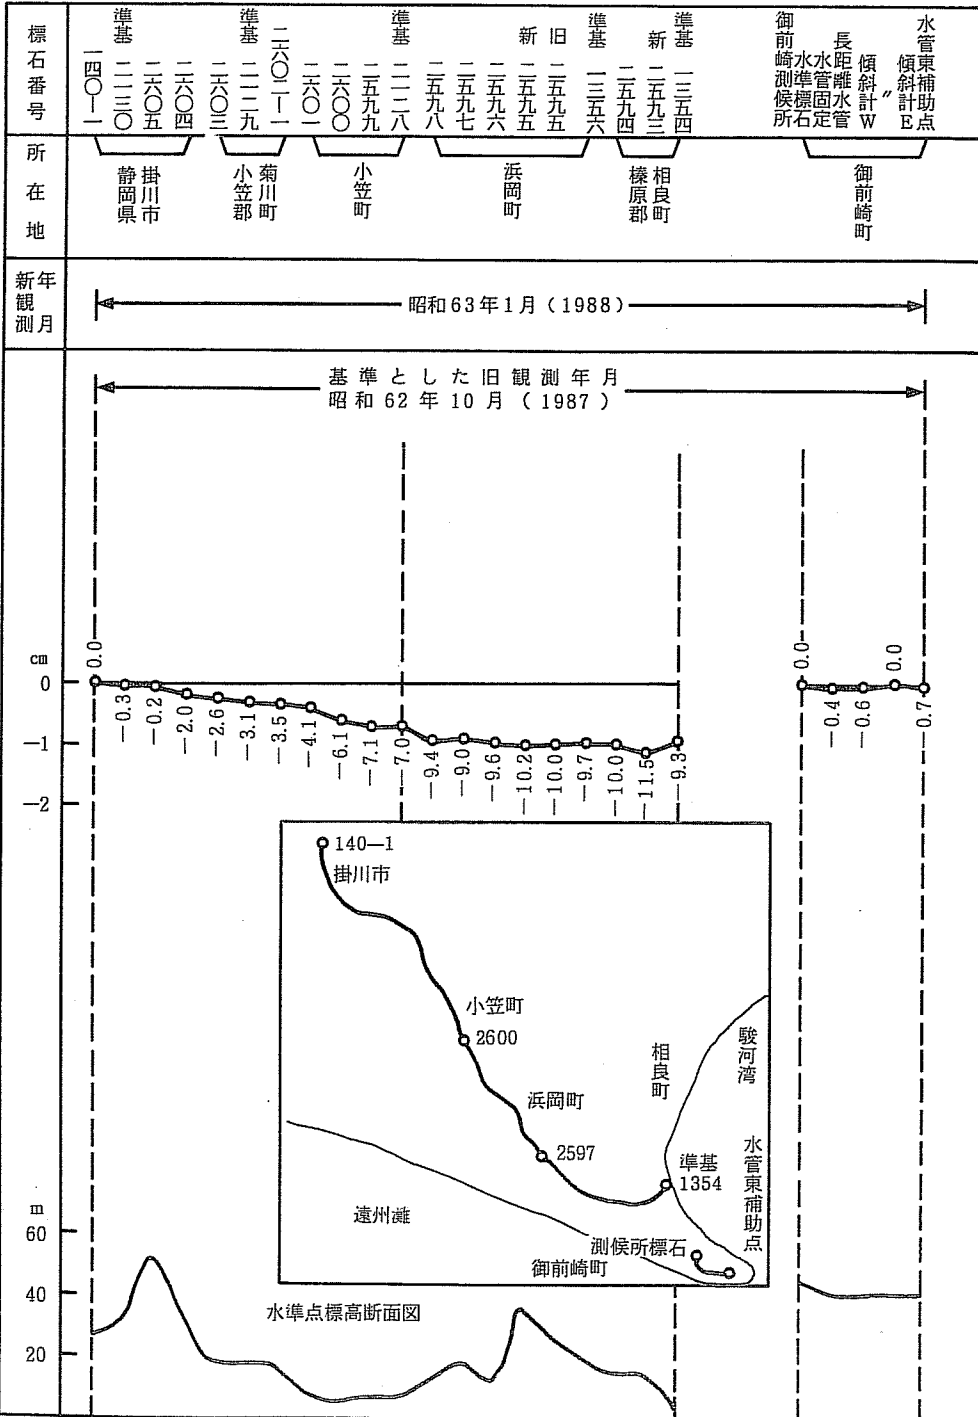 標石番号
一四〇―一
準基 二一三〇
二六〇五
二六〇四
二六〇三
準基 二一二九
二六〇二―一
二六〇一
二六〇〇
二五九九
準基 二一二八
二五九八
二五九七
二五九六
新 二五九五
旧 二五九五
準基 一三五六
二五九四
新 二五九三
準基 一三五四
御前崎測候所
水準標石
水管固定
長距離水管
傾斜計W
〃
傾斜計E
水管東補助点
所在地
静岡県
掛川市
小笠郡
菊川町
小笠町
浜岡町
榛原郡
相良町
御前崎町
新観測
年月
昭和63年1月(1988)
基準とした旧観測年月
昭和62年10月(1987)
cm
0
−1
−2
0.0
−0.3
−0.2
−2.0
−2.6
−3.1
−3.5
−4.1
−6.1
−7.1
−7.0
−9.4
−9.0
−9.6
−10.2
−10.0
−9.7
−10.0
−11.5
−9.3
0.0
−0.4
−0.6
0.0
−0.7
140―1
掛川市
小笠町
2600
浜岡町
2597
相良町
駿河湾
準基
1354
水管東補助点
遠州灘
測候所標石
御前崎町
m
60
40
20
水準点標高断面図